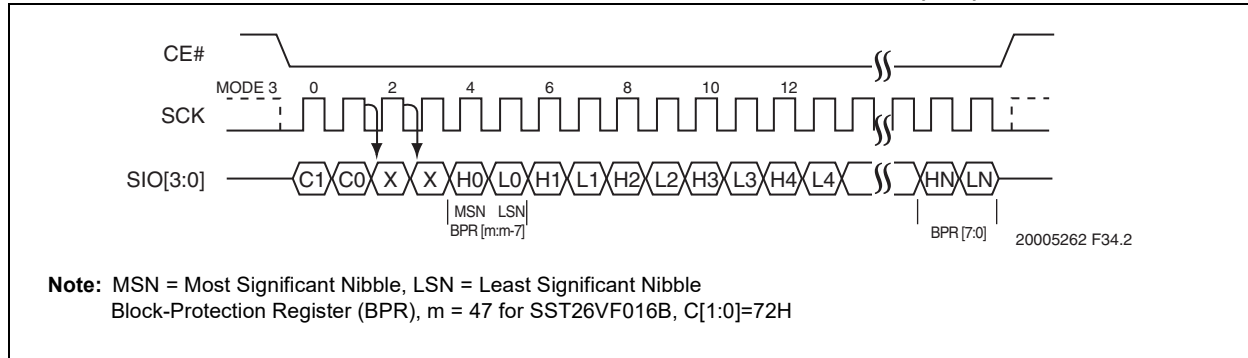 CE#
MODE 3 0 2 4 6 8 10 12
SCK
SIO[3:0] C1 C0 X X H0 L0 H1 L1 H2 L2 H3 L3 H4 L4 HN LN
MSN LSN
BPR [m:m-7] BPR [7:0]
20005262 F34.2
Note: MSN = Most Significant Nibble, LSN = Least Significant Nibble
Block-Protection Register (BPR), m = 47 for SST26VF016B, C[1:0]=72H